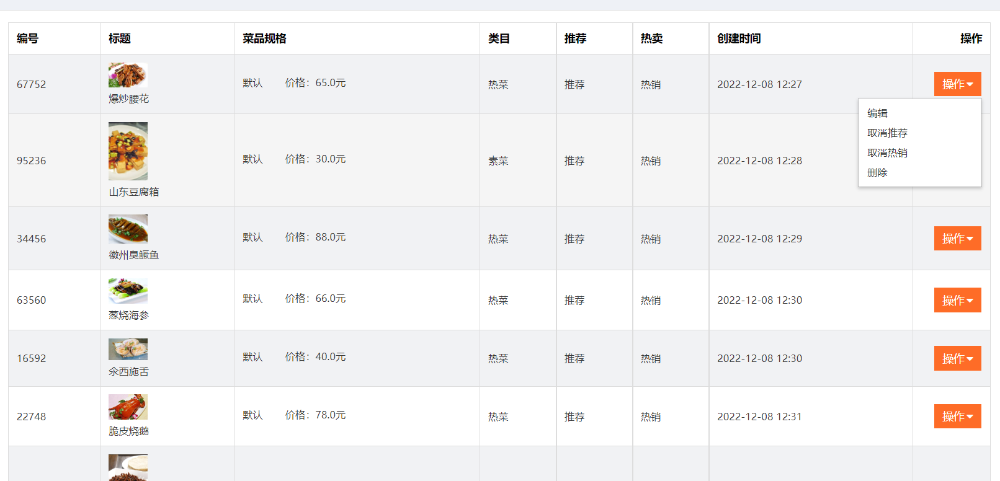 编号 标题 菜品规格 类目 推荐 热卖 创建时间 操作
67752 爆炒腰花 默认 价格：65.0元 热菜 推荐 热销 2022-12-08 12:27 操作
编辑
取消推荐
取消热销
删除
95236 山东豆腐箱 默认 价格：30.0元 素菜 推荐 热销 2022-12-08 12:28
34456 徽州臭鳜鱼 默认 价格：88.0元 热菜 推荐 热销 2022-12-08 12:29 操作
63560 葱烧海参 默认 价格：66.0元 热菜 推荐 热销 2022-12-08 12:30 操作
16592 汆西施舌 默认 价格：40.0元 热菜 推荐 热销 2022-12-08 12:30 操作
22748 脆皮烧鹅 默认 价格：78.0元 热菜 推荐 热销 2022-12-08 12:31 操作